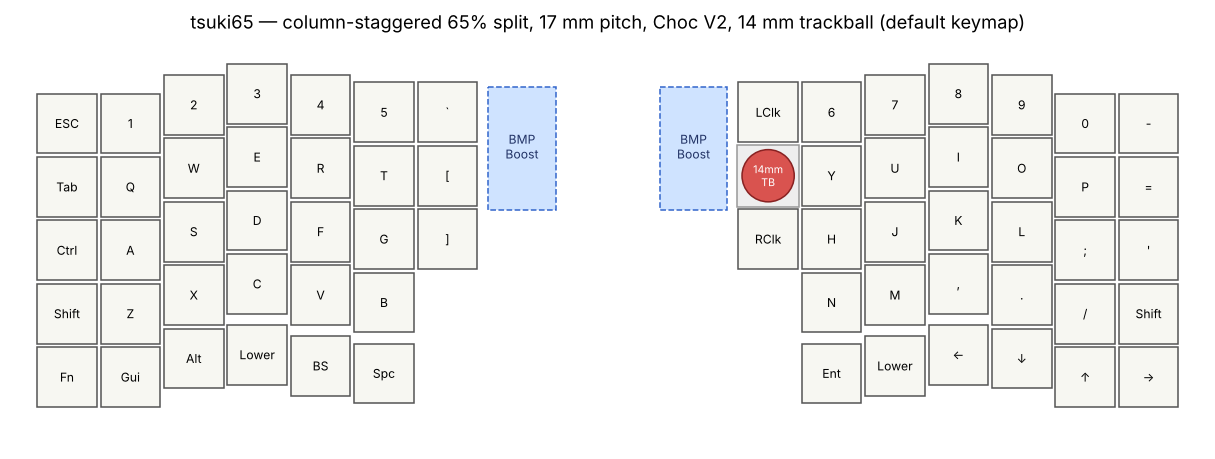 tsuki65 — column-staggered 65% split, 17 mm pitch, Choc V2, 14 mm trackball (default keymap)
ESC 1 2 3 4 5 ` LClk 6 7 8 9 0 -
BMP BMP
Boost Boost
Tab Q W E R T [ 14mm Y U I O P =
TB
Ctrl A S D F G ] RClk H J K L ; '
Shift Z X C V B N M , . / Shift
Fn Gui Alt Lower BS Spc Ent Lower ← ↓ ↑ →